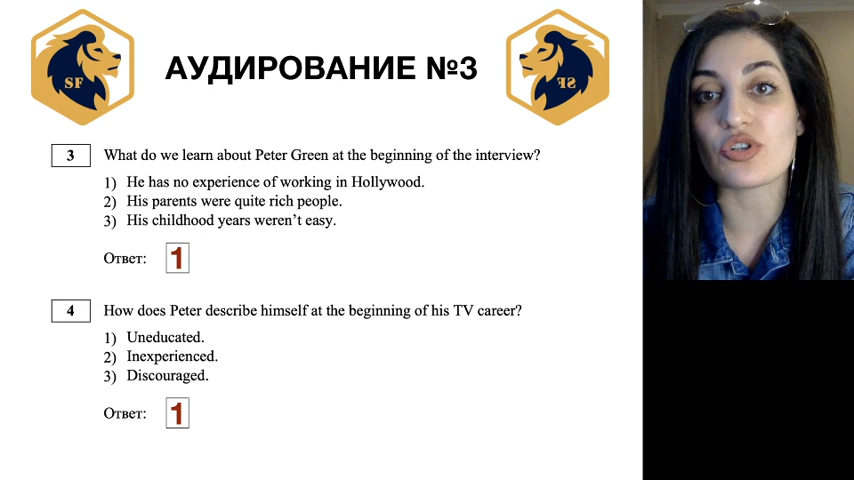 SF
АУДИРОВАНИЕ №3
SF
3 What do we learn about Peter Green at the beginning of the interview?
1) He has no experience of working in Hollywood.
2) His parents were quite rich people.
3) His childhood years weren't easy.
Ответ: 1
4 How does Peter describe himself at the beginning of his TV career?
1) Uneducated.
2) Inexperienced.
3) Discouraged.
Ответ: 1